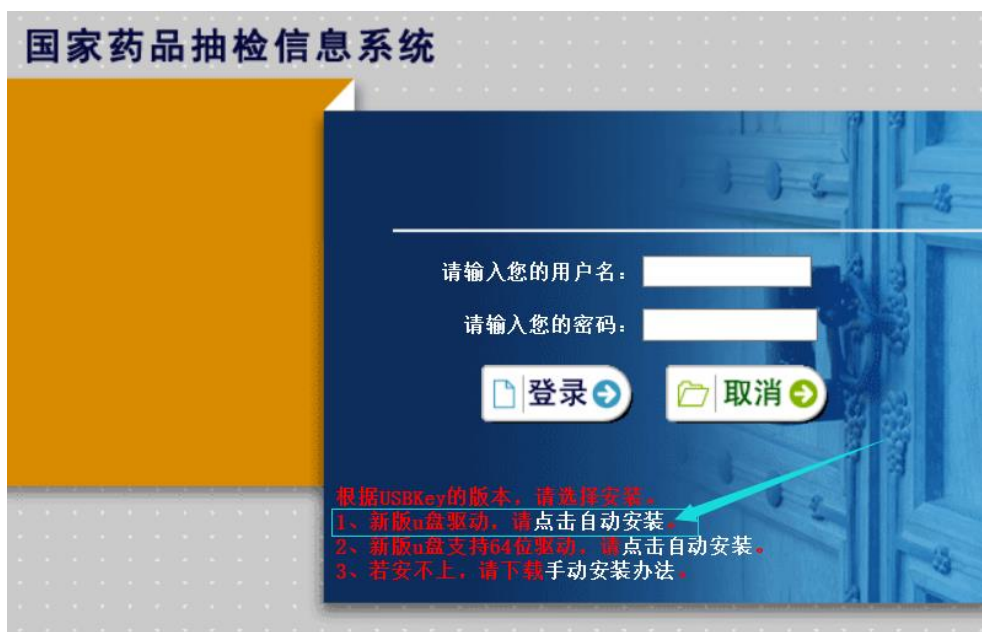 国家药品抽检信息系统
请输入您的用户名：
请输入您的密码：
登录
取消
根据USBKey的版本，请选择安装。
1、新版u盘驱动，请点击自动安装。
2、新版u盘支持64位驱动，请点击自动安装。
3、若安不上，请下载手动安装办法。